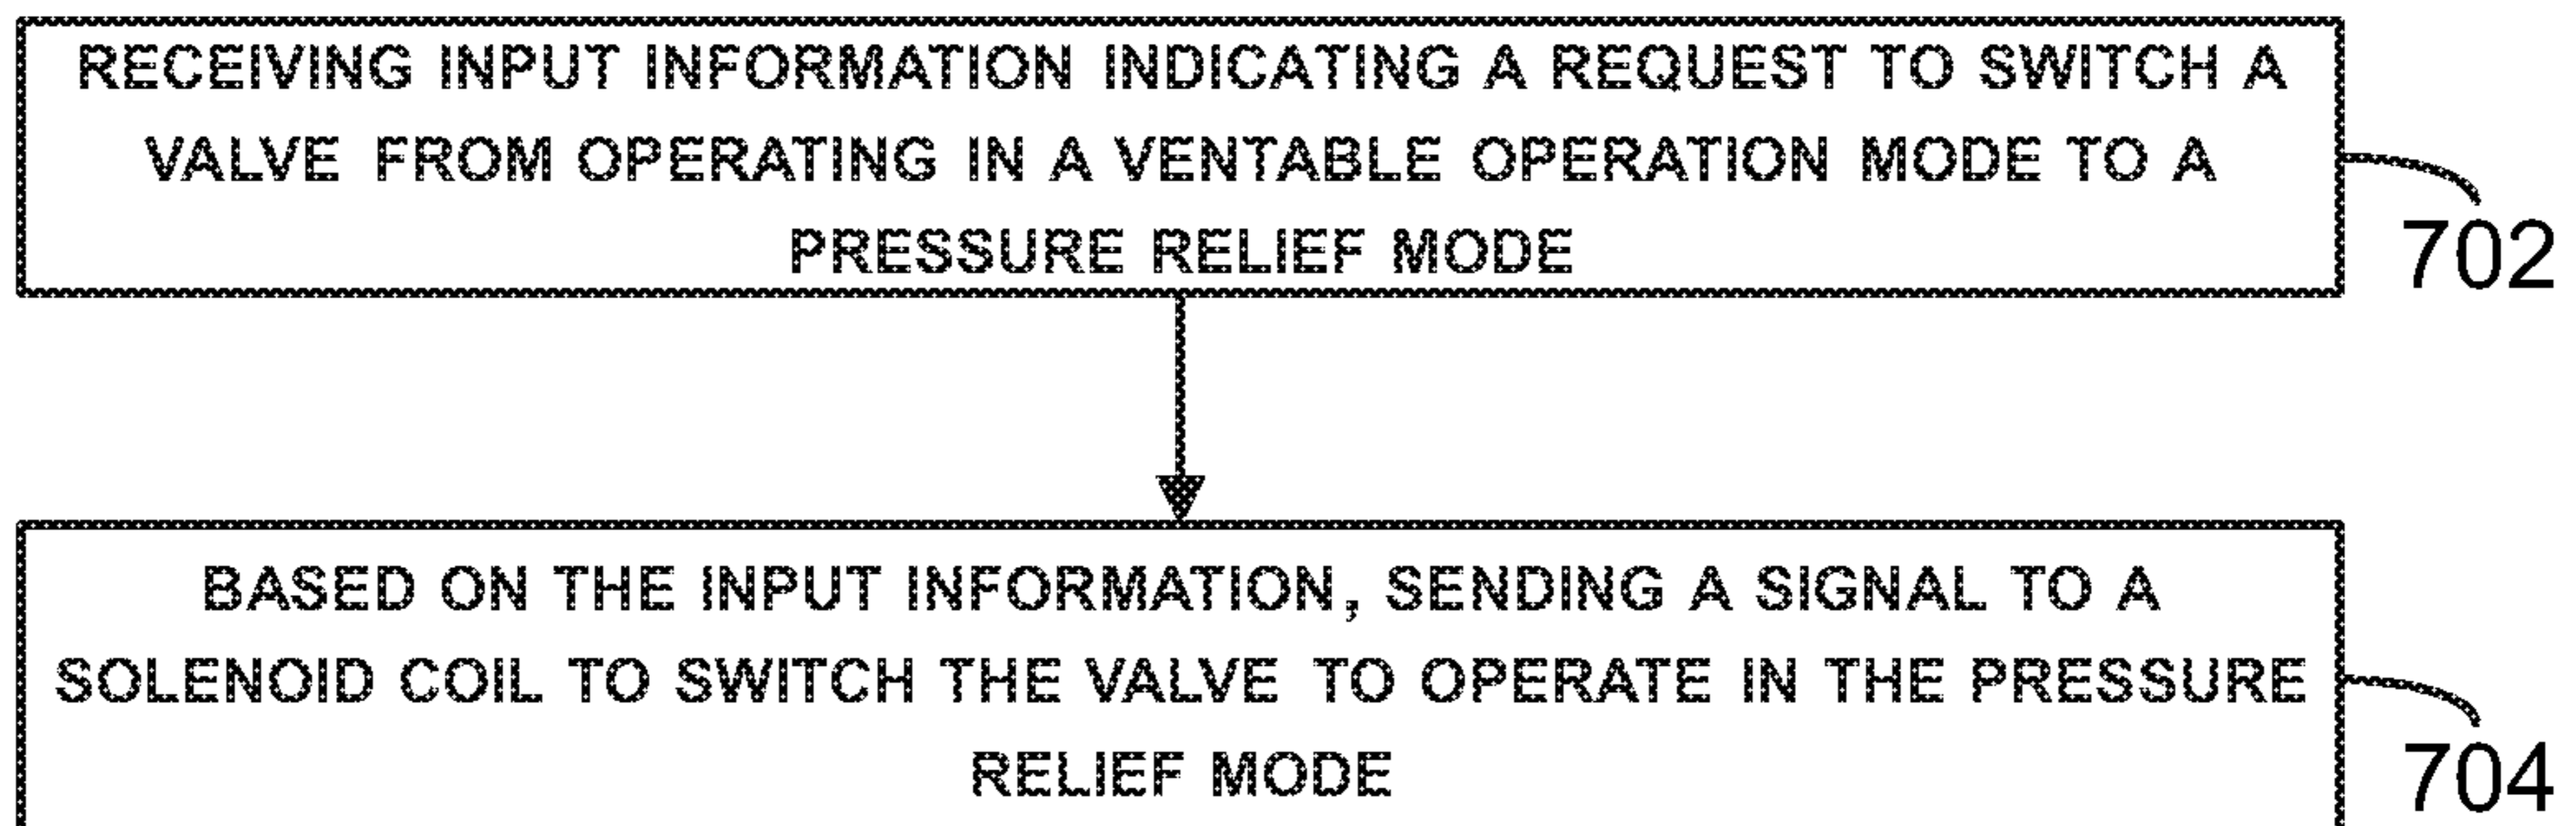 RECEIVING INPUT INFORMATION INDICATING A REQUEST TO SWITCH A
VALVE FROM OPERATING IN A VENTABLE OPERATION MODE TO A
PRESSURE RELIEF MODE
702
BASED ON THE INPUT INFORMATION, SENDING A SIGNAL TO A
SOLENOID COIL TO SWITCH THE VALVE TO OPERATE IN THE PRESSURE
RELIEF MODE
704